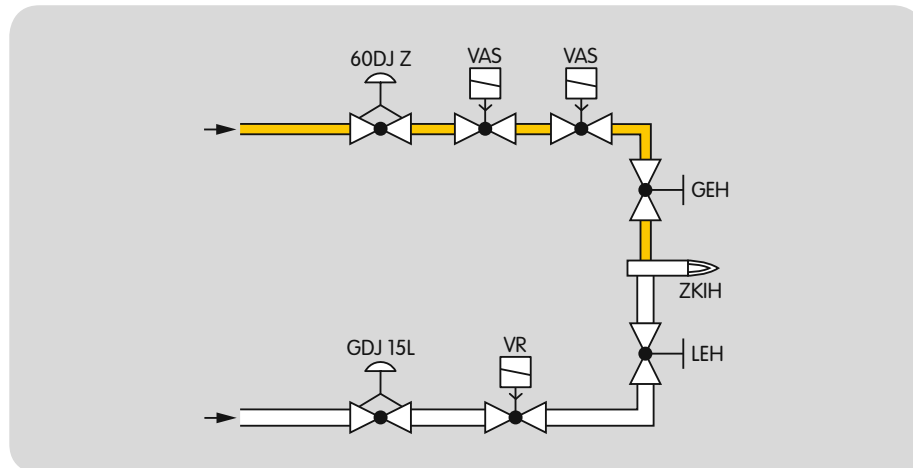 60DJ Z
VAS
VAS
GEH
ZKIH
GDJ 15L
VR
LEH